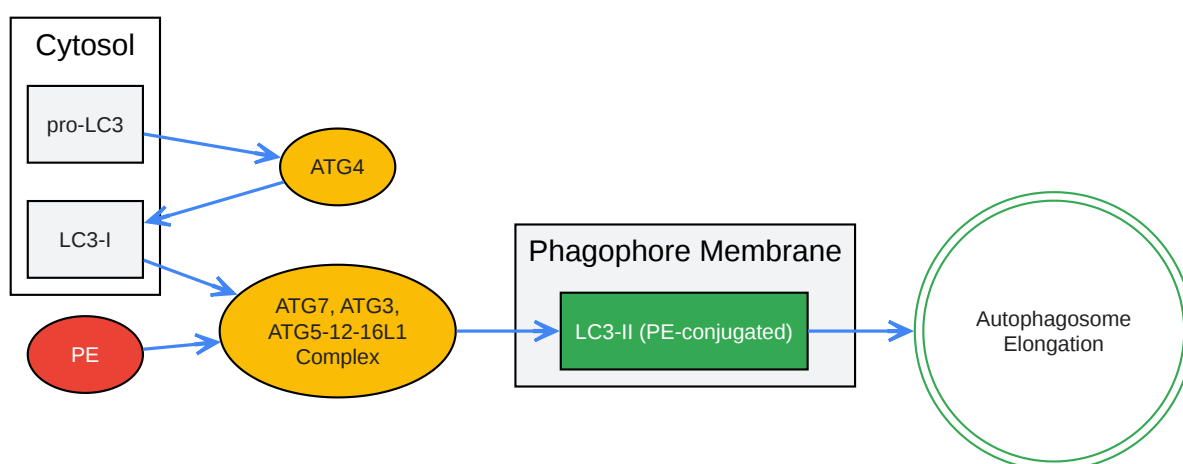 Cytosol
pro-LC3
ATG4
LC3-I
PE
ATG7, ATG3,
ATG5-12-16L1
Complex
Phagophore Membrane
LC3-II (PE-conjugated)
Autophagosome
Elongation